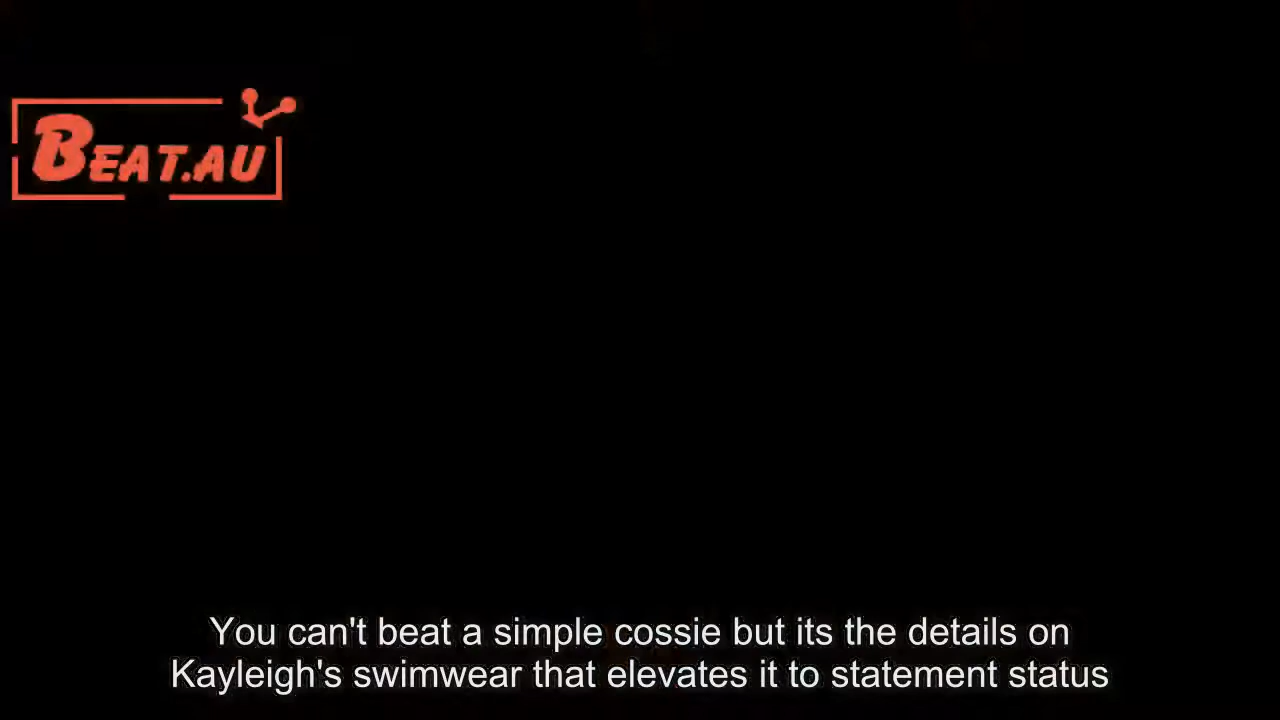 BEAT.AU
You can't beat a simple cossie but its the details on
Kayleigh's swimwear that elevates it to statement status